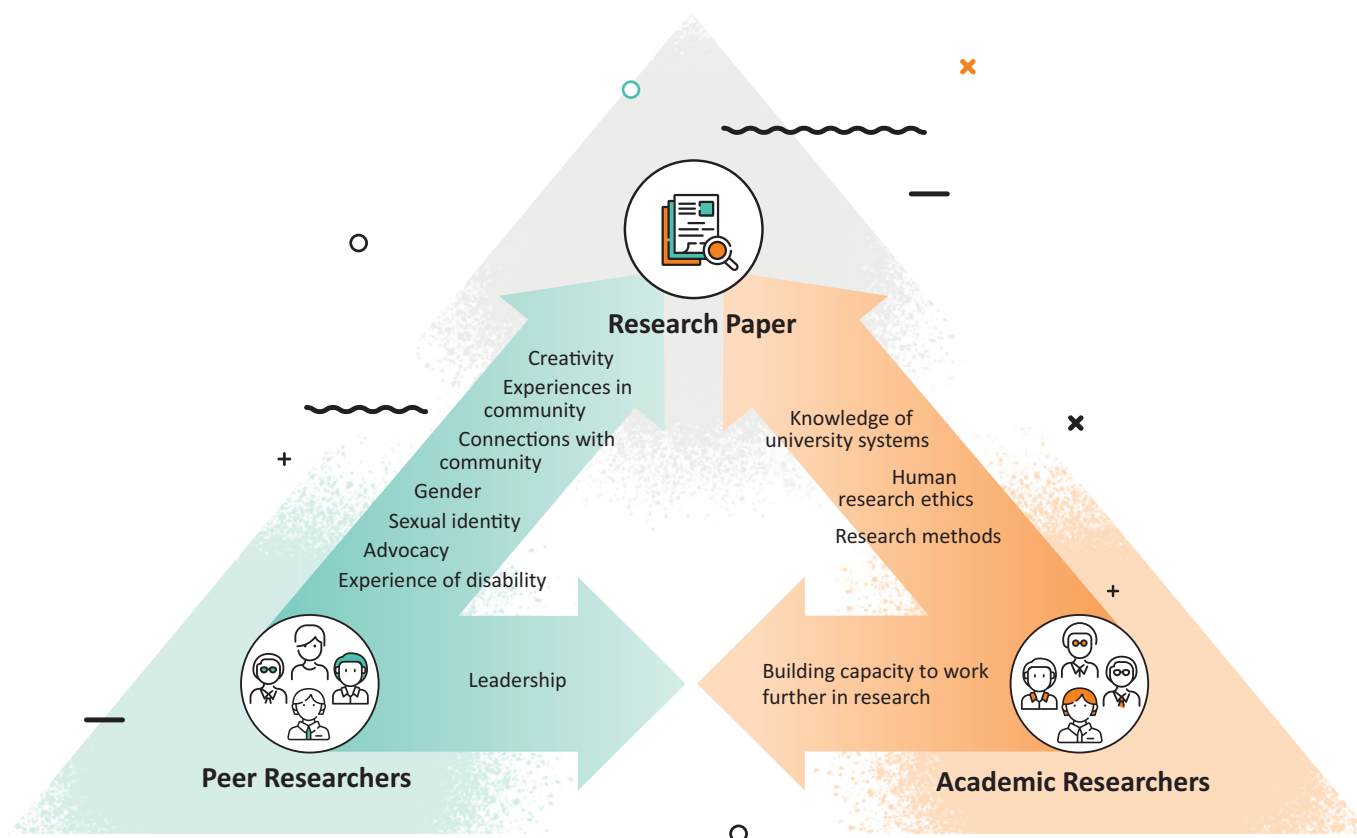 Research Paper
Creativity
Experiences in
community
Connections with
community
Gender
Sexual identity
Advocacy
Experience of disability
Knowledge of
university systems
Human
research ethics
Research methods
Leadership
Building capacity to work
further in research
Peer Researchers
Academic Researchers